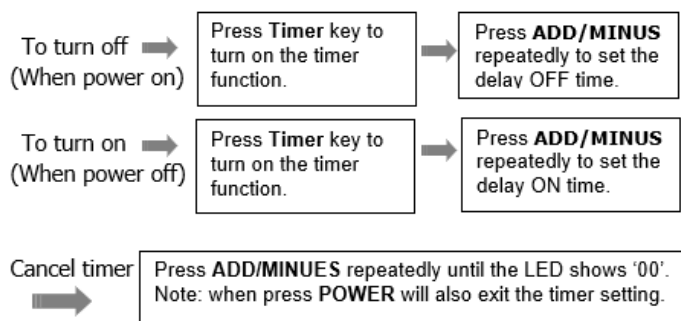 To turn off
(When power on)
Press Timer key to
turn on the timer
function.
Press ADD/MINUS
repeatedly to set the
delay OFF time.
To turn on
(When power off)
Press Timer key to
turn on the timer
function.
Press ADD/MINUS
repeatedly to set the
delay ON time.
Cancel timer
Press ADD/MINUES repeatedly until the LED shows ‘00’.
Note: when press POWER will also exit the timer setting.